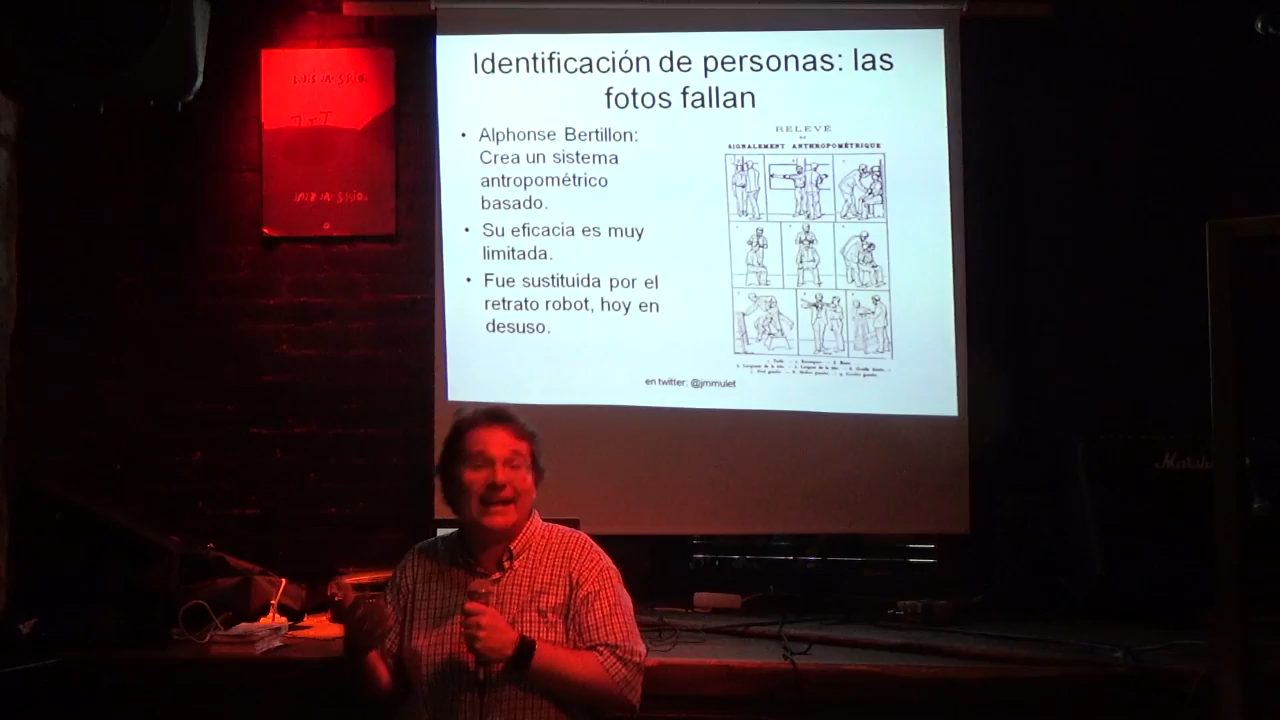 Identificación de personas: las
fotos fallan
• Alphonse Bertillon:
Crea un sistema
antropométrico
basado.
• Su eficacia es muy
limitada.
• Fue sustituida por el
retrato robot, hoy en
desuso.
RELEVÉ
SIGNALEMENT ANTHROPOMÉTRIQUE
en twitter: @jmmulet
Marshall